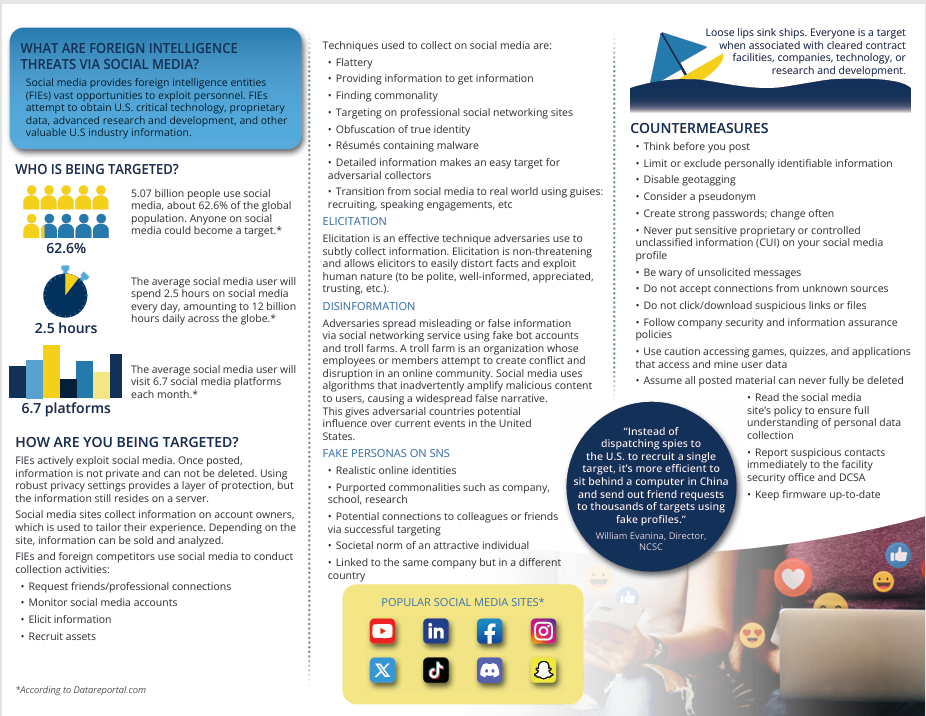 WHAT ARE FOREIGN INTELLIGENCE
THREATS VIA SOCIAL MEDIA?
Social media provides foreign intelligence entities
(FIEs) vast opportunities to exploit personnel. FIEs
attempt to obtain U.S. critical technology, proprietary
data, advanced research and development, and other
valuable U.S industry information.
WHO IS BEING TARGETED?
62.6%
5.07 billion people use social
media, about 62.6% of the global
population. Anyone on social
media could become a target.*
2.5 hours
The average social media user will
spend 2.5 hours on social media
every day, amounting to 12 billion
hours daily across the globe.*
6.7 platforms
The average social media user will
visit 6.7 social media platforms
each month.*
HOW ARE YOU BEING TARGETED?
FIEs actively exploit social media. Once posted,
information is not private and can not be deleted. Using
robust privacy settings provides a layer of protection, but
the information still resides on a server.
Social media sites collect information on account owners,
which is used to tailor their experience. Depending on the
site, information can be sold and analyzed.
FIEs and foreign competitors use social media to conduct
collection activities:
• Request friends/professional connections
• Monitor social media accounts
• Elicit information
• Recruit assets
*According to Datareportal.com
Techniques used to collect on social media are:
• Flattery
• Providing information to get information
• Finding commonality
• Targeting on professional social networking sites
• Obfuscation of true identity
• Résumés containing malware
• Detailed information makes an easy target for
adversarial collectors
• Transition from social media to real world using guises:
recruiting, speaking engagements, etc
ELICITATION
Elicitation is an effective technique adversaries use to
subtly collect information. Elicitation is non-threatening
and allows elicitors to easily distort facts and exploit
human nature (to be polite, well-informed, appreciated,
trusting, etc.).
DISINFORMATION
Adversaries spread misleading or false information
via social networking service using fake bot accounts
and troll farms. A troll farm is an organization whose
employees or members attempt to create conflict and
disruption in an online community. Social media uses
algorithms that inadvertently amplify malicious content
to users, causing a widespread false narrative.
This gives adversarial countries potential
influence over current events in the United
States.
FAKE PERSONAS ON SNS
• Realistic online identities
• Purported commonalities such as company,
school, research
• Potential connections to colleagues or friends
via successful targeting
• Societal norm of an attractive individual
• Linked to the same company but in a different
country
POPULAR SOCIAL MEDIA SITES*
Loose lips sink ships. Everyone is a target
when associated with cleared contract
facilities, companies, technology, or
research and development.
COUNTERMEASURES
• Think before you post
• Limit or exclude personally identifiable information
• Disable geotagging
• Consider a pseudonym
• Create strong passwords; change often
• Never put sensitive proprietary or controlled
unclassified information (CUI) on your social media
profile
• Be wary of unsolicited messages
• Do not accept connections from unknown sources
• Do not click/download suspicious links or files
• Follow company security and information assurance
policies
• Use caution accessing games, quizzes, and applications
that access and mine user data
• Assume all posted material can never fully be deleted
• Read the social media
site's policy to ensure full
understanding of personal data
collection
• Report suspicious contacts
immediately to the facility
security office and DCSA
• Keep firmware up-to-date
“Instead of
dispatching spies to
the U.S. to recruit a single
target, it's more efficient to
sit behind a computer in China
and send out friend requests
to thousands of targets using
fake profiles.”
William Evanina, Director,
NCSC